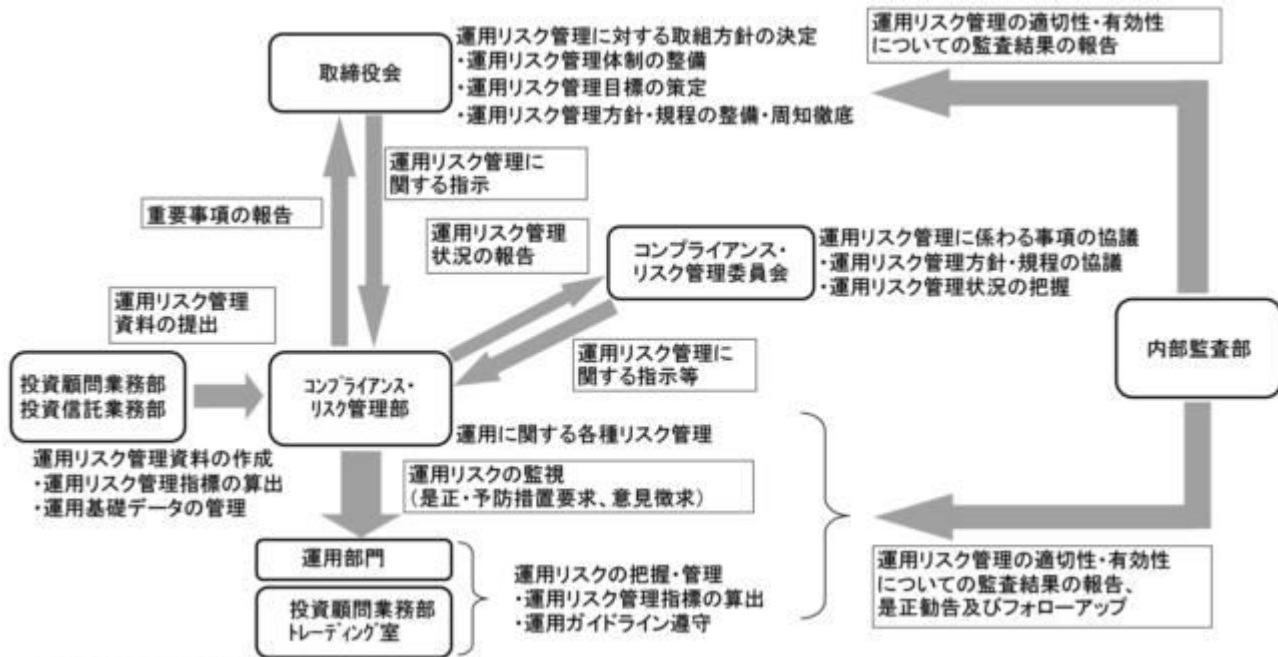 取締役会
運用リスク管理に対する取組方針の決定
・運用リスク管理体制の整備
・運用リスク管理目標の策定
・運用リスク管理方針・規程の整備・周知徹底
運用リスク管理の適切性・有効性
についての監査結果の報告
重要事項の報告
運用リスク管理に
関する指示
運用リスク管理
状況の報告
コンプライアンス・
リスク管理委員会
運用リスク管理に係わる事項の協議
・運用リスク管理方針・規程の協議
・運用リスク管理状況の把握
内部監査部
運用リスク管理
資料の提出
運用リスク管理に
関する指示等
投資顧問業務部
投資信託業務部
コンプライアンス・
リスク管理部
運用に関する各種リスク管理
運用リスク管理資料の作成
・運用リスク管理指標の算出
・運用基礎データの管理
運用リスクの監視
（是正・予防措置要求、意見徴求）
運用部門
投資顧問業務部
トレーディング室
運用リスクの把握・管理
・運用リスク管理指標の算出
・運用ガイドライン遵守
運用リスク管理の適切性・有効性
についての監査結果の報告、
是正勧告及びフォローアップ